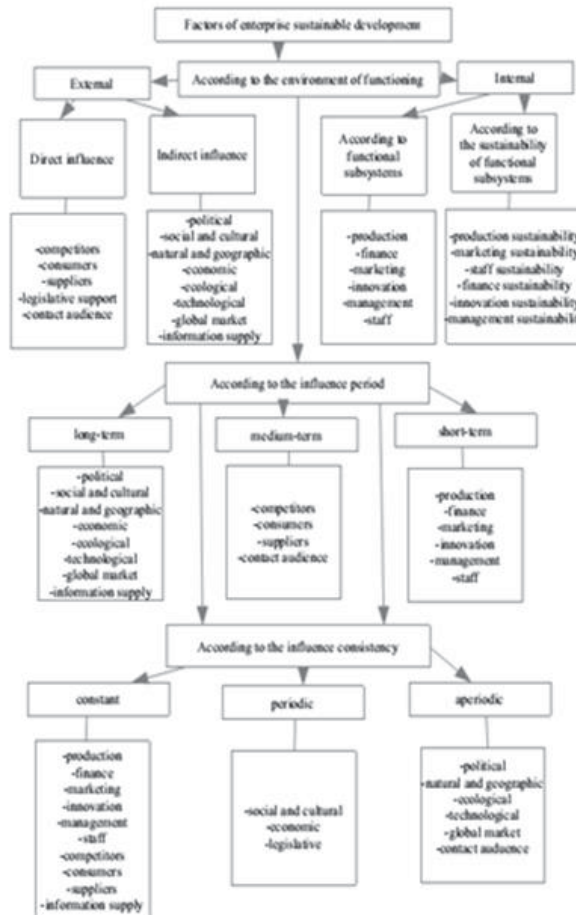 Factors of enterprise sustainable development
According to the environment of functioning
External
Internal
Direct influence
Indirect influence
According to
functional
subsystems
According to
the sustainability
of functional
subsystems
-competitors
-consumers
-suppliers
-legislative support
-contact audience
-political
-social and cultural
-natural and geographic
-economic
-ecological
-technological
-global market
-information supply
-production
-finance
-marketing
-innovation
-management
-staff
-production sustainability
-marketing sustainability
-staff sustainability
-finance sustainability
-innovation sustainability
-management sustainability
According to the influence period
long-term
medium-term
short-term
-political
-social and cultural
-natural and geographic
-economic
-ecological
-technological
-global market
-information supply
-competitors
-consumers
-suppliers
-contact audience
-production
-finance
-marketing
-innovation
-management
-staff
According to the influence consistency
constant
periodic
aperiodic
-production
-finance
-marketing
-innovation
-management
-staff
-competitors
-consumers
-suppliers
-information supply
-social and cultural
-economic
-legislative
-political
-natural and geographic
-ecological
-technological
-global market
-contact auduence